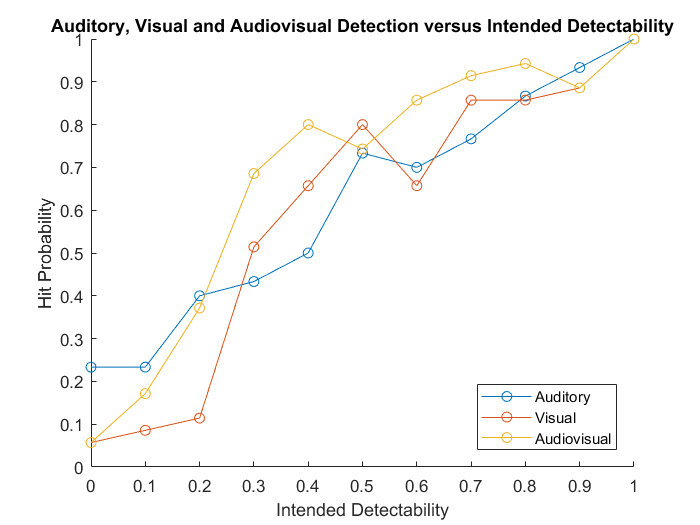 Auditory, Visual and Audiovisual Detection versus Intended Detectability
1
0.9
0.8
0.7
0.6
0.5
0.4
0.3
0.2
0.1
0
Hit Probability
Auditory
Visual
Audiovisual
0 0.1 0.2 0.3 0.4 0.5 0.6 0.7 0.8 0.9 1
Intended Detectability